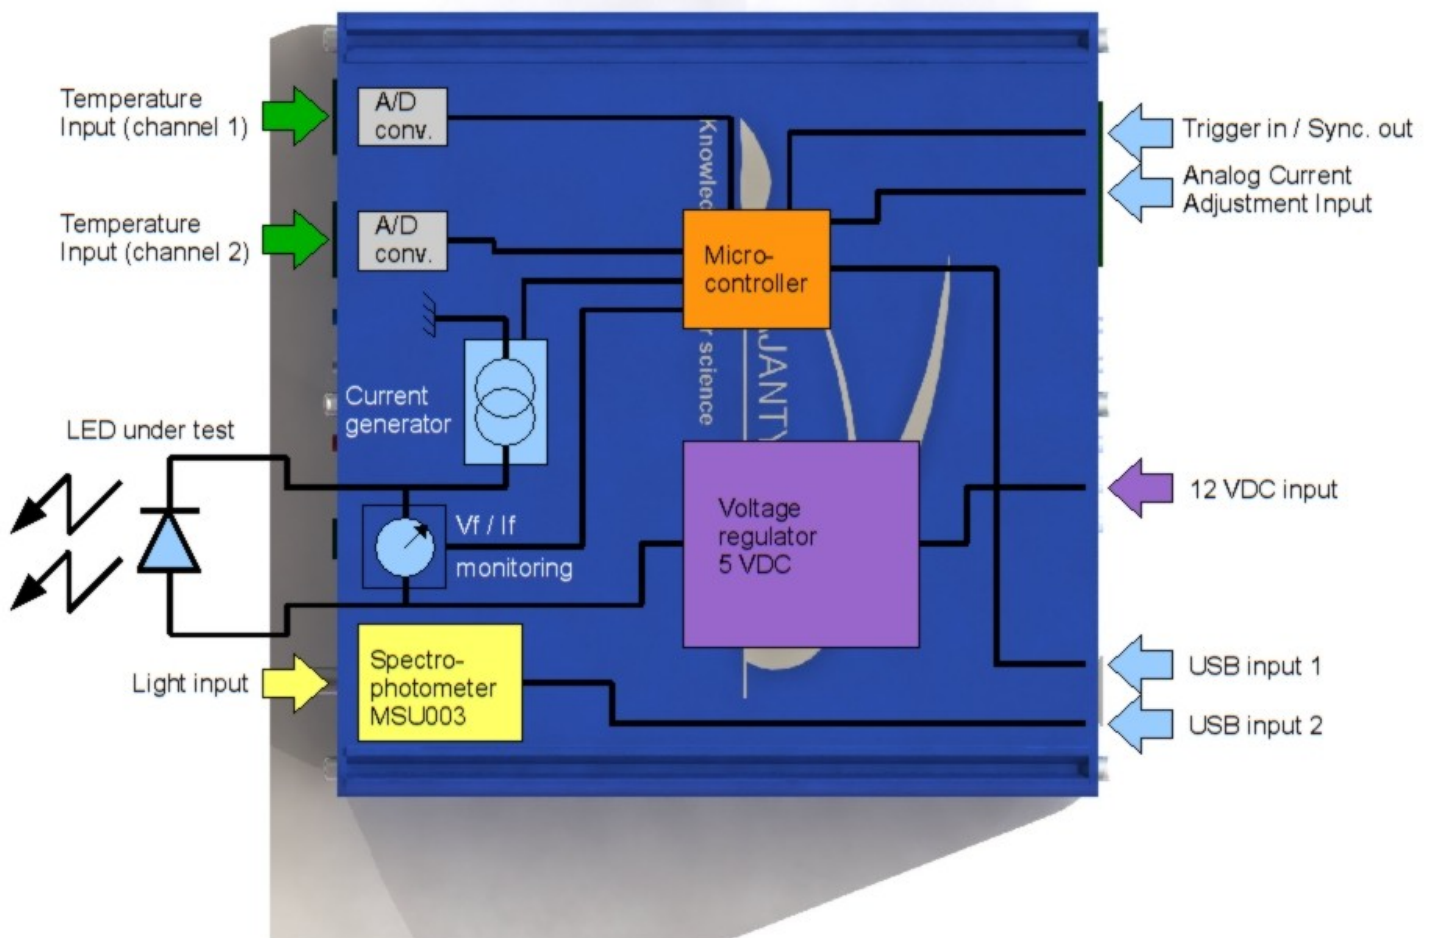 Temperature
Input (channel 1)
A/D
conv.
Trigger in / Sync. out
Analog Current
Adjustment Input
Temperature
Input (channel 2)
A/D
conv.
Micro-
controller
science
Current
generator
LED under test
Vf / If
monitoring
Voltage
regulator
5 VDC
12 VDC input
Light input
Spectro-
photometer
MSU003
USB input 1
USB input 2